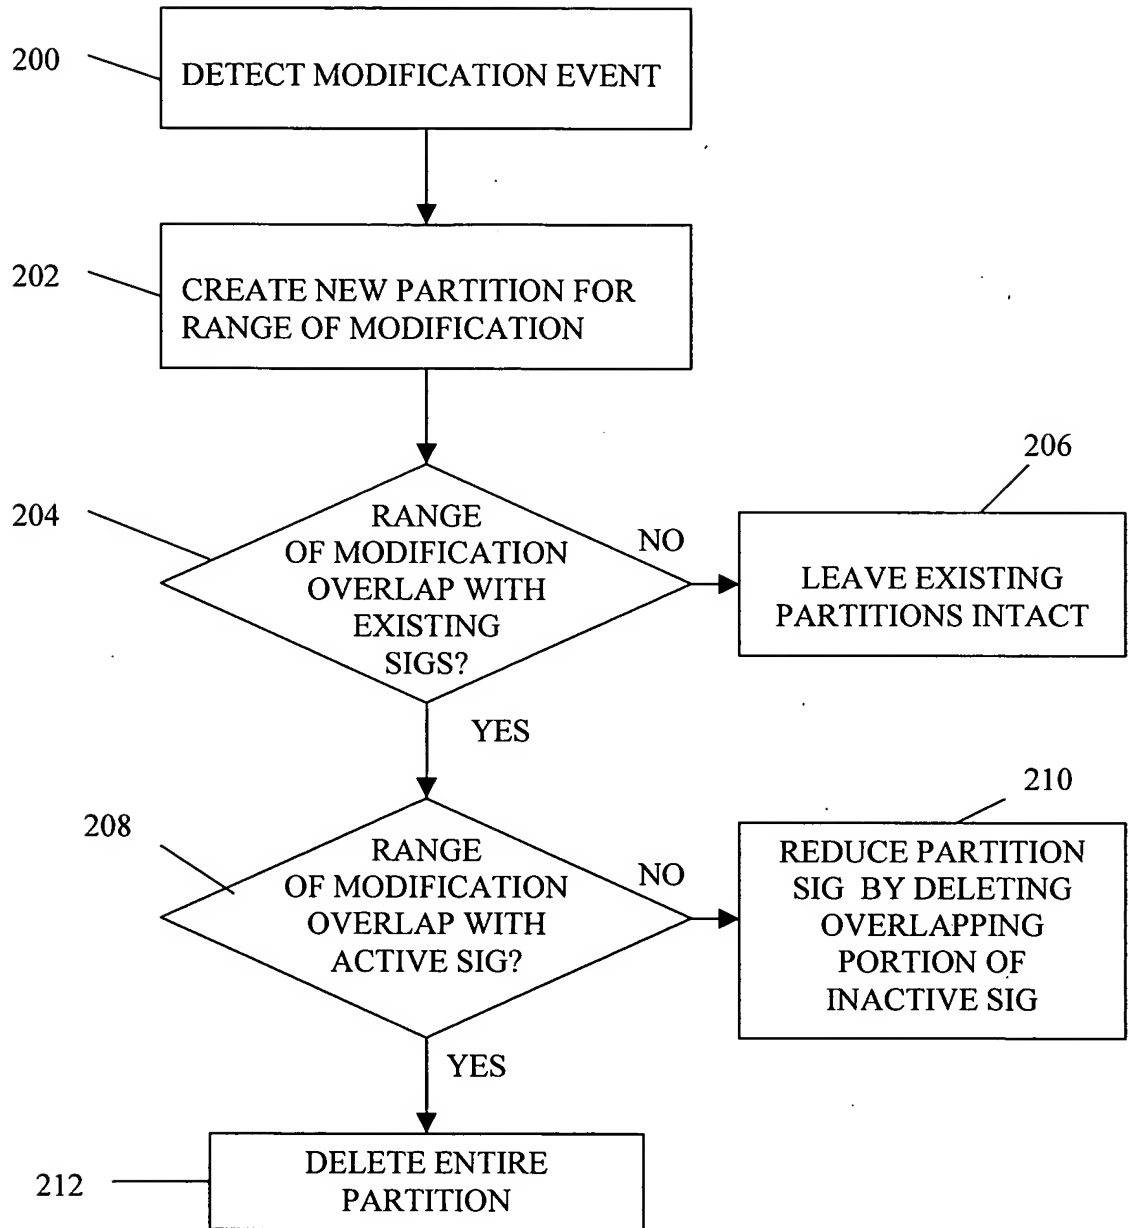 200
DETECT MODIFICATION EVENT
202
CREATE NEW PARTITION FOR
RANGE OF MODIFICATION
204
RANGE
OF MODIFICATION
OVERLAP WITH
EXISTING
SIGS?
NO
206
LEAVE EXISTING
PARTITIONS INTACT
YES
208
RANGE
OF MODIFICATION
OVERLAP WITH
ACTIVE SIG?
NO
210
REDUCE PARTITION
SIG BY DELETING
OVERLAPPING
PORTION OF
INACTIVE SIG
YES
212
DELETE ENTIRE
PARTITION